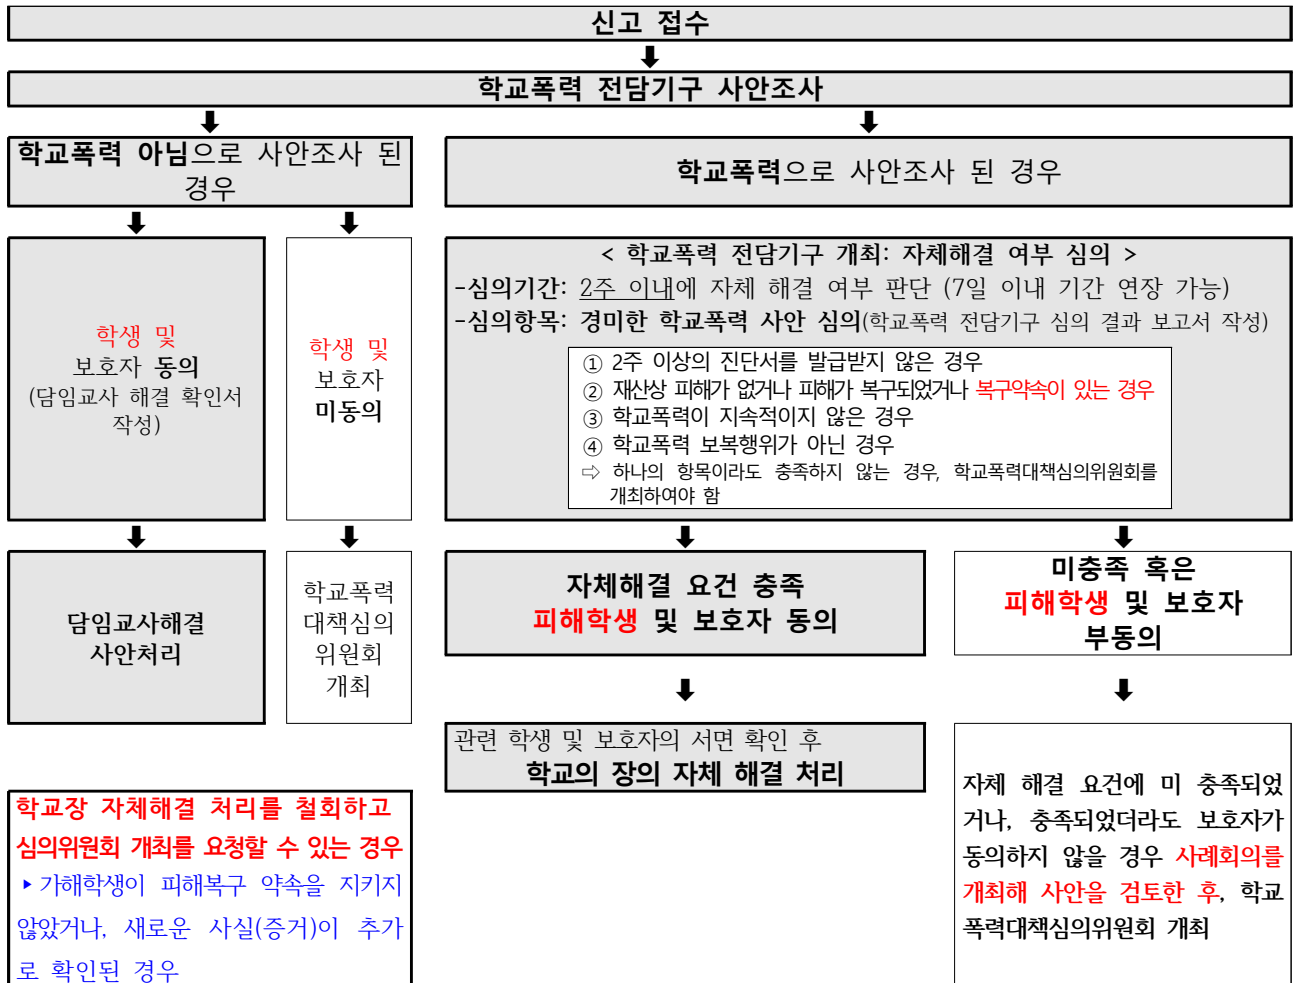 신고 접수
학교폭력 전담기구 사안조사
학교폭력 아님으로 사안조사 된
경우
학교폭력으로 사안조사 된 경우
학생 및
보호자 동의
(담임교사 해결 확인서
작성)
학생 및
보호자
미동의
< 학교폭력 전담기구 개최: 자체해결 여부 심의 >
-심의기간: 2주 이내에 자체 해결 여부 판단 (7일 이내 기간 연장 가능)
-심의항목: 경미한 학교폭력 사안 심의(학교폭력 전담기구 심의 결과 보고서 작성)
① 2주 이상의 진단서를 발급받지 않은 경우
② 재산상 피해가 없거나 피해가 복구되었거나 복구약속이 있는 경우
③ 학교폭력이 지속적이지 않은 경우
④ 학교폭력 보복행위가 아닌 경우
⇨ 하나의 항목이라도 충족하지 않는 경우, 학교폭력대책심의위원회를
개최하여야 함
담임교사해결
사안처리
학교폭력
대책심의
위원회
개최
자체해결 요건 충족
피해학생 및 보호자 동의
미충족 혹은
피해학생 및 보호자
부동의
관련 학생 및 보호자의 서면 확인 후
학교의 장의 자체 해결 처리
자체 해결 요건에 미 충족되었
거나, 충족되었더라도 보호자가
동의하지 않을 경우 사례회의를
개최해 사안을 검토한 후, 학교
폭력대책심의위원회 개최
학교장 자체해결 처리를 철회하고
심의위원회 개최를 요청할 수 있는 경우
▸가해학생이 피해복구 약속을 지키지
않았거나, 새로운 사실(증거)이 추가
로 확인된 경우